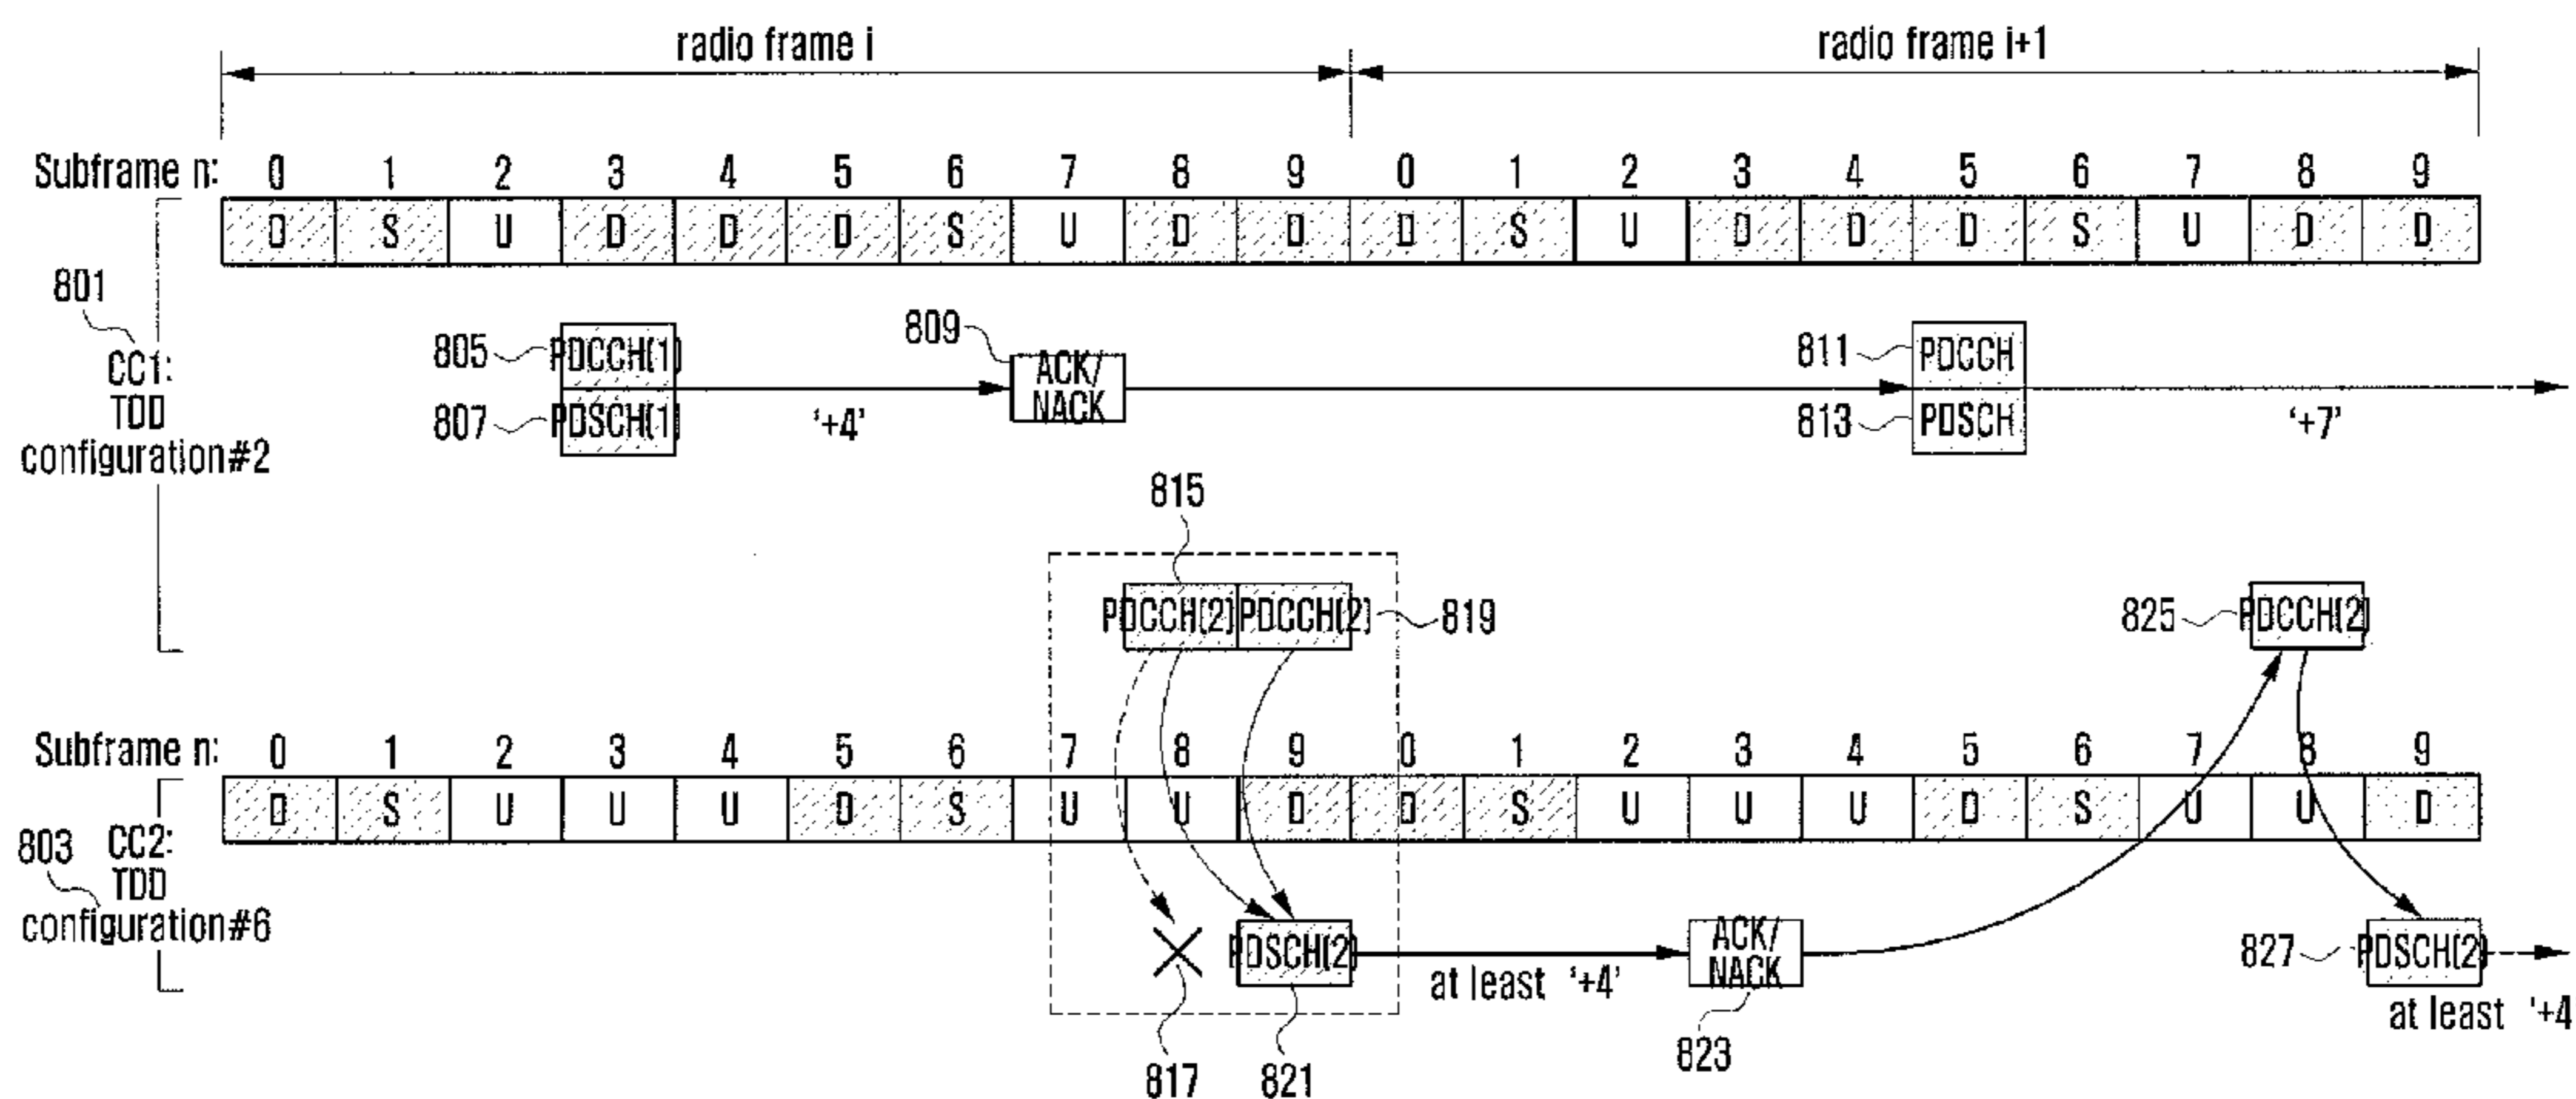 radio frame i radio frame i+1
Subframe n: 0 1 2 3 4 5 6 7 8 9 0 1 2 3 4 5 6 7 8 9
D S U D D D S U D D D S U D D D S U D D
801
CC1:
TDD
configuration#2
805 PDCCH(1)
807 PDSCH(1)
'+4'
809
ACK/
NACK
811 PDCCH
813 PDSCH
'+7'
815
PDCCH(2) PDCCH(2) 819
825 PDCCH(2)
Subframe n: 0 1 2 3 4 5 6 7 8 9 0 1 2 3 4 5 6 7 8 9
D S U U U D S U U D D S U U U D S U U D
803
CC2:
TDD
configuration#6
817
PDSCH(2)
821
at least '+4'
ACK/
NACK
823
827 PDSCH(2)
at least '+4